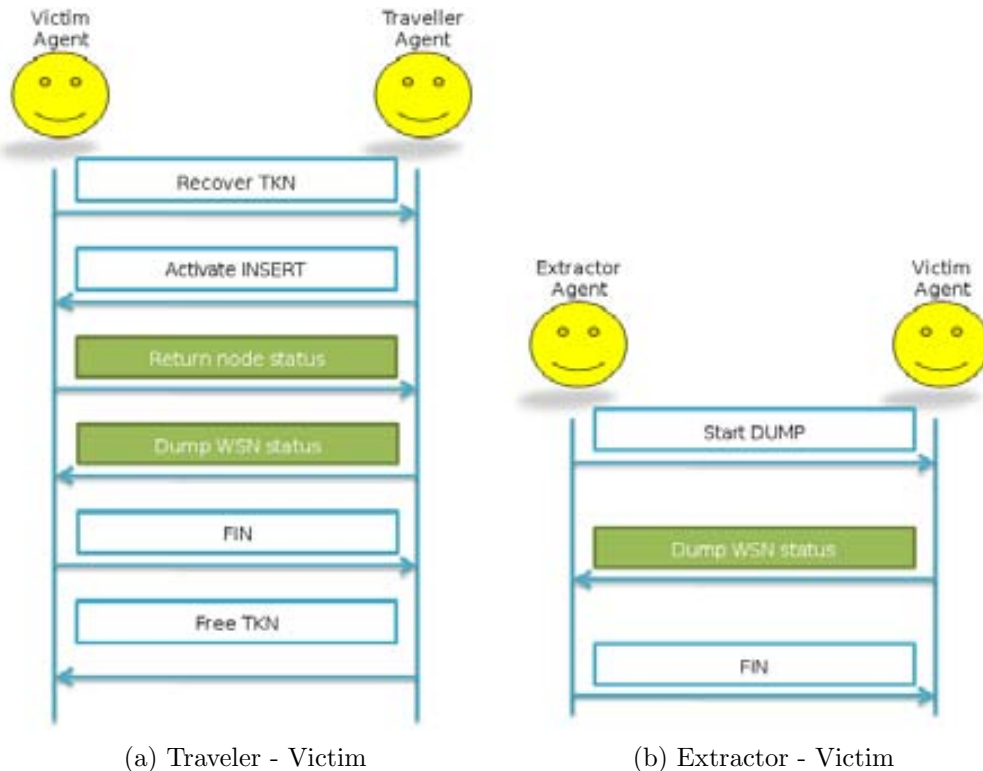 Victim
Agent
Traveller
Agent
Recover TKN
Activate INSERT
Return node status
Dump WSN status
FIN
Free TKN
(a) Traveler - Victim
Extractor
Agent
Victim
Agent
Start DUMP
Dump WSN status
FIN
(b) Extractor - Victim